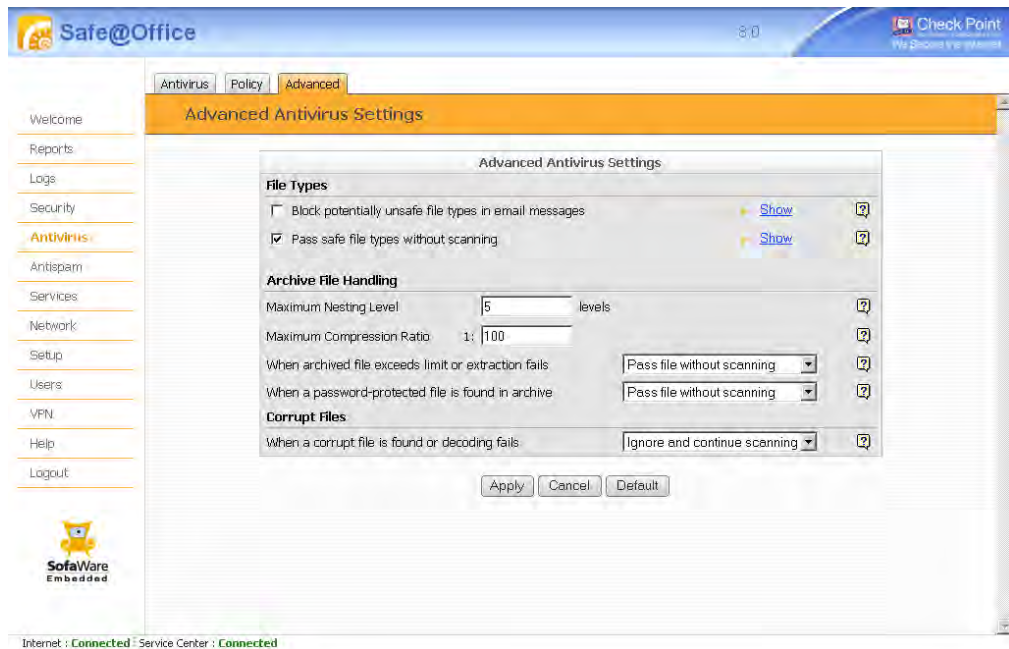 Safe@Office
8.0
Check Point
We Secure the Internet
Antivirus Policy Advanced
Advanced Antivirus Settings
Welcome
Reports
Logs
Security
Antivirus
Antispam
Services
Network
Setup
Users
VPN
Help
Logout
Advanced Antivirus Settings
File Types
Block potentially unsafe file types in email messages Show ?
Pass safe file types without scanning Show ?
Archive File Handling
Maximum Nesting Level 5 levels ?
Maximum Compression Ratio 1: 100 ?
When archived file exceeds limit or extraction fails Pass file without scanning ?
When a password-protected file is found in archive Pass file without scanning ?
Corrupt Files
When a corrupt file is found or decoding fails Ignore and continue scanning ?
Apply Cancel Default
SofaWare
Embedded
Internet : Connected Service Center : Connected